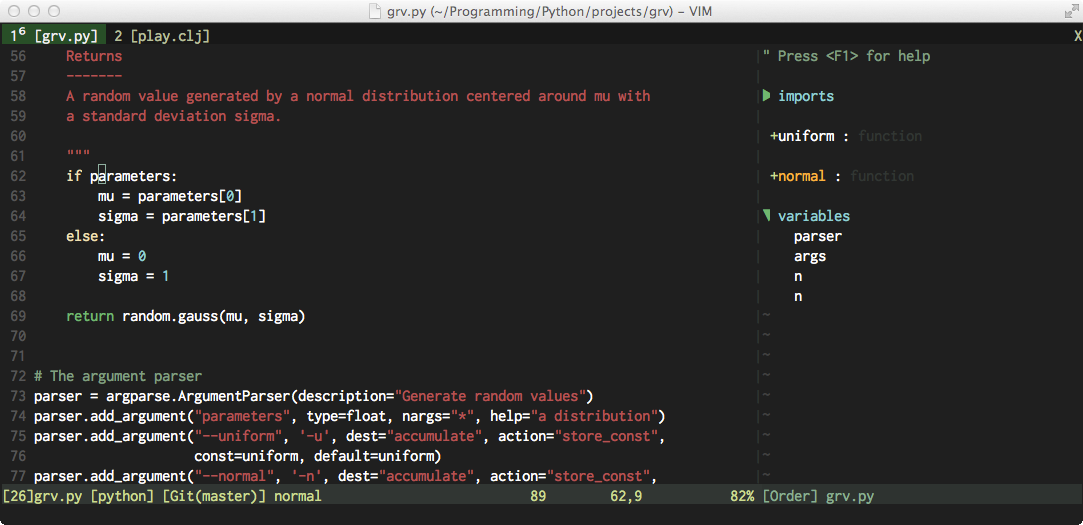 grv.py (~/Programming/Python/projects/grv) – VIM
1⁶ [grv.py] 2 [play.clj] X
56 Returns
57 -------
58 A random value generated by a normal distribution centered around mu with
59 a standard deviation sigma.
60
61 """
62 if parameters:
63 mu = parameters[0]
64 sigma = parameters[1]
65 else:
66 mu = 0
67 sigma = 1
68
69 return random.gauss(mu, sigma)
70
71
72 # The argument parser
73 parser = argparse.ArgumentParser(description="Generate random values")
74 parser.add_argument("parameters", type=float, nargs="*", help="a distribution")
75 parser.add_argument("--uniform", '-u', dest="accumulate", action="store_const",
76 const=uniform, default=uniform)
77 parser.add_argument("--normal", '-n', dest="accumulate", action="store_const",
[26]grv.py [python] [Git(master)] normal 89 62,9 82%
" Press <F1> for help
▶ imports
+uniform : function
+normal : function
▼ variables
parser
args
n
n
~
~
~
~
~
~
~
~
~
[Order] grv.py